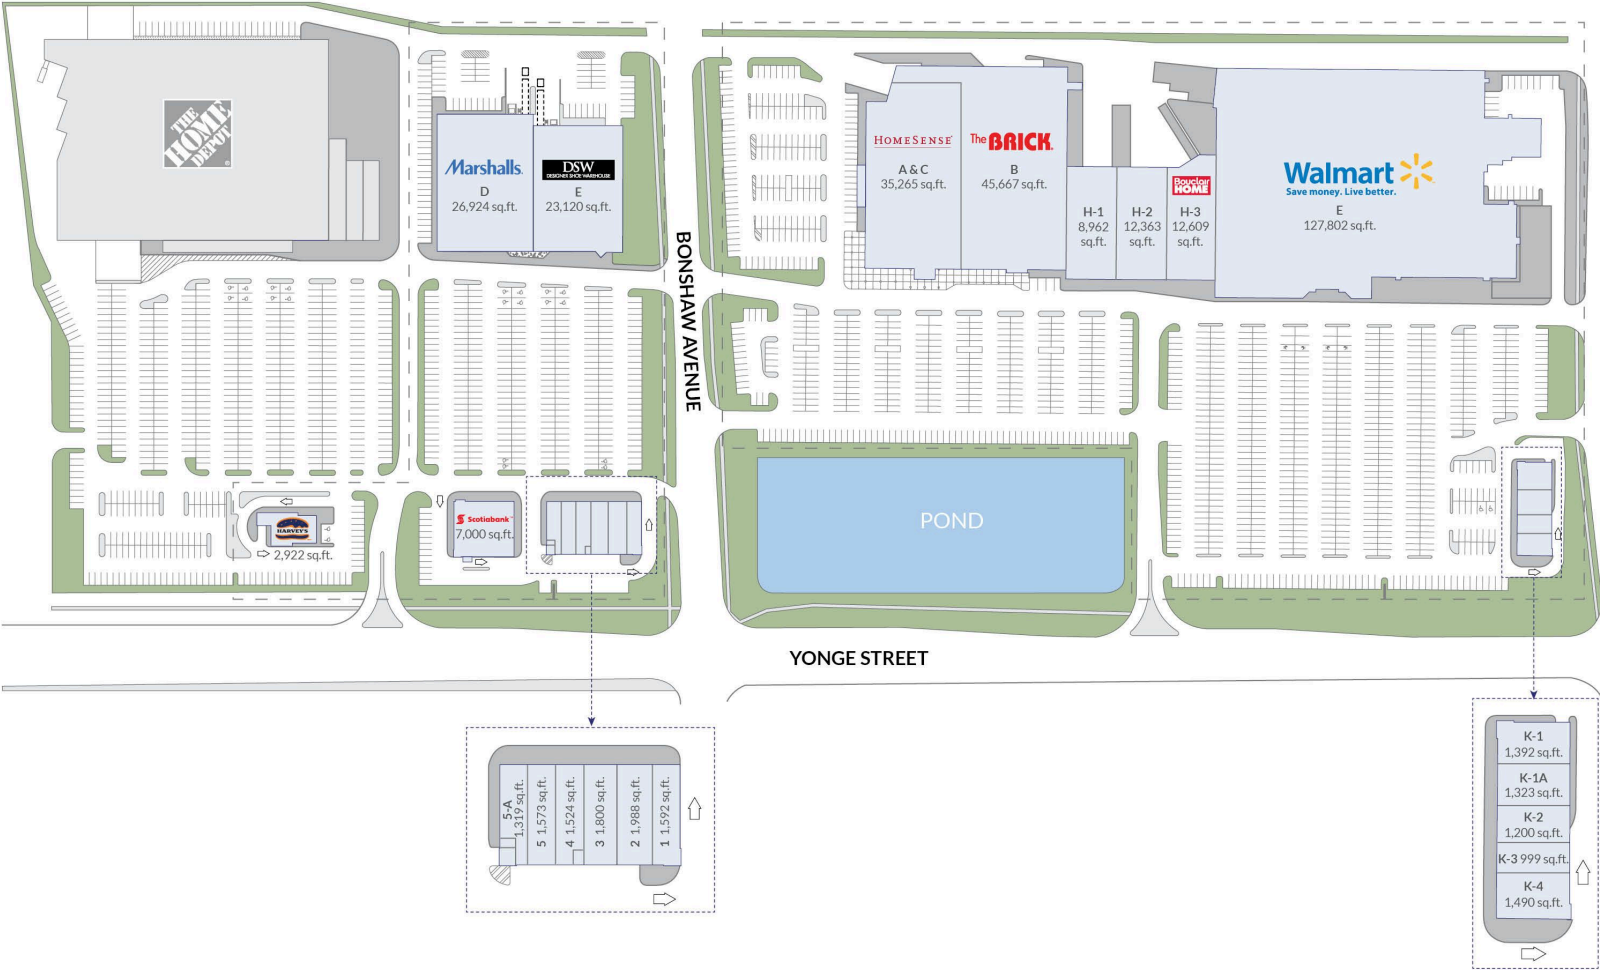 THE
HOME
DEPOT
Marshalls.
D
26,924 sq.ft.
DSW
DESIGNER SHOE WAREHOUSE
E
23,120 sq.ft.
HOMESENSE
A & C
35,265 sq.ft.
The BRICK.
B
45,667 sq.ft.
H-1
8,962
sq.ft.
H-2
12,363
sq.ft.
Bouclair
HOME
H-3
12,609
sq.ft.
Walmart
Save money. Live better.
E
127,802 sq.ft.
BONSHAW AVENUE
HARVEY'S
2,922 sq.ft.
Scotiabank
7,000 sq.ft.
POND
YONGE STREET
5-A
1,319 sq.ft.
5 1,573 sq.ft.
4 1,524 sq.ft.
3 1,800 sq.ft.
2 1,988 sq.ft.
1 1,592 sq.ft.
K-1
1,392 sq.ft.
K-1A
1,323 sq.ft.
K-2
1,200 sq.ft.
K-3 999 sq.ft.
K-4
1,490 sq.ft.